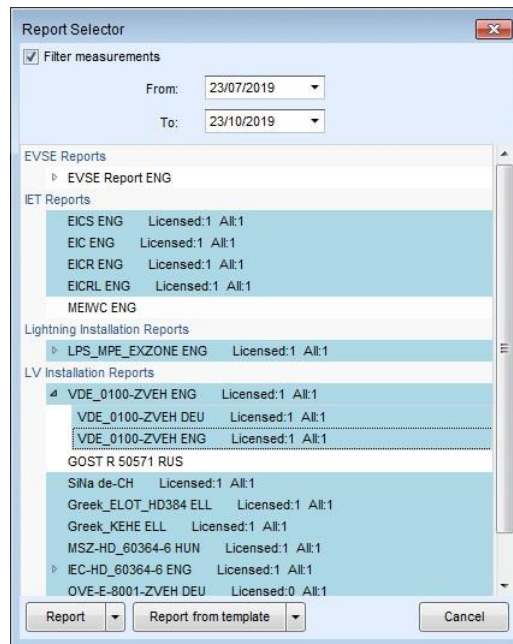 Report Selector
Filter measurements
From: 23/07/2019
To: 23/10/2019
EVSE Reports
EVSE Report ENG
IET Reports
EICS ENG Licensed:1 All:1
EIC ENG Licensed:1 All:1
EICR ENG Licensed:1 All:1
EICRL ENG Licensed:1 All:1
MEIWC ENG
Lightning Installation Reports
LPS_MPE_EXZONE ENG Licensed:1 All:1
LV Installation Reports
VDE_0100-ZVEH ENG Licensed:1 All:1
VDE_0100-ZVEH DEU Licensed:1 All:1
VDE_0100-ZVEH ENG Licensed:1 All:1
GOST R 50571 RUS
SiNa de-CH Licensed:1 All:1
Greek_ELOT_HD384 ELL Licensed:1 All:1
Greek_KEHE ELL Licensed:1 All:1
MSZ-HD_60364-6 HUN Licensed:1 All:1
IEC-HD_60364-6 ENG Licensed:1 All:1
OVE-E-8001-ZVEH DEU Licensed:0 All:1
Report Report from template Cancel